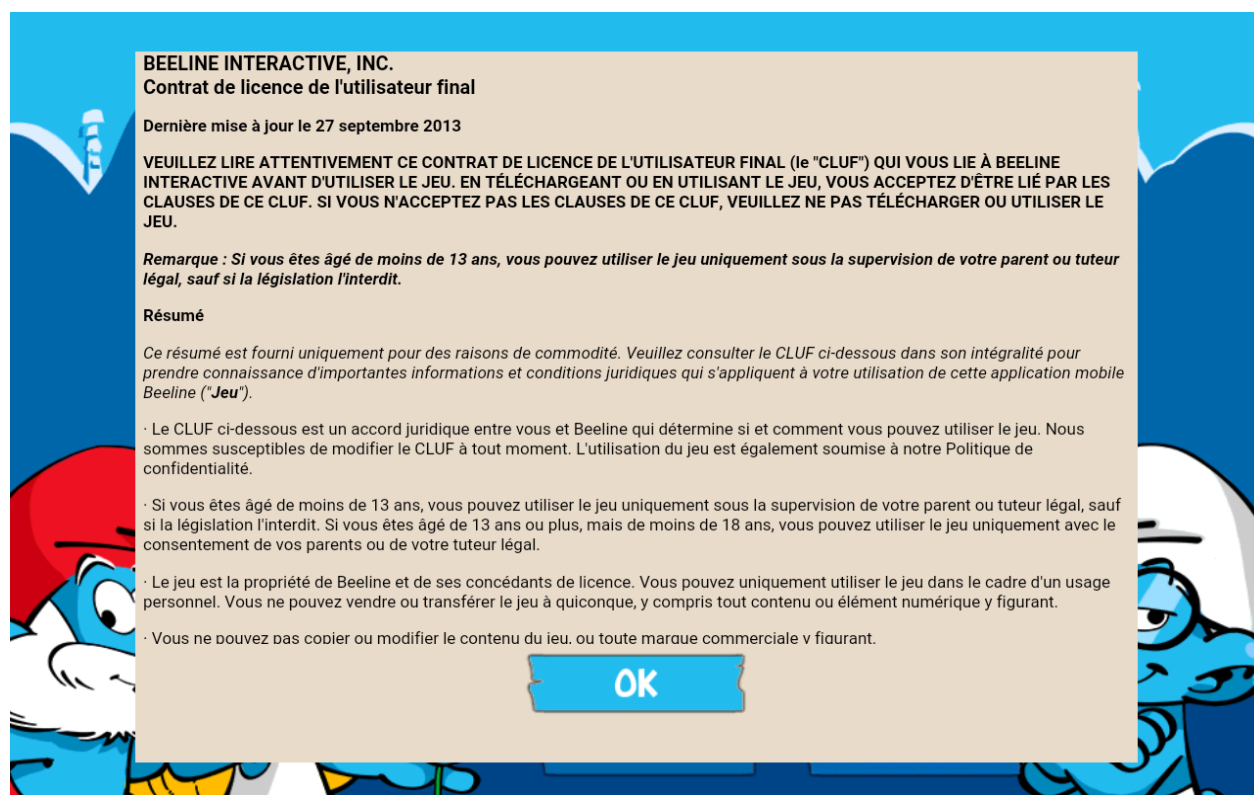 BEELINE INTERACTIVE, INC.
Contrat de licence de l'utilisateur final
Dernière mise à jour le 27 septembre 2013
VEUILLEZ LIRE ATTENTIVEMENT CE CONTRAT DE LICENCE DE L'UTILISATEUR FINAL (le "CLUF") QUI VOUS LIE À BEELINE
INTERACTIVE AVANT D'UTILISER LE JEU. EN TÉLÉCHARGEANT OU EN UTILISANT LE JEU, VOUS ACCEPTEZ D'ÊTRE LIÉ PAR LES
CLAUSES DE CE CLUF. SI VOUS N'ACCEPTEZ PAS LES CLAUSES DE CE CLUF, VEUILLEZ NE PAS TÉLÉCHARGER OU UTILISER LE
JEU.
Remarque : Si vous êtes âgé de moins de 13 ans, vous pouvez utiliser le jeu uniquement sous la supervision de votre parent ou tuteur
légal, sauf si la législation l'interdit.
Résumé
Ce résumé est fourni uniquement pour des raisons de commodité. Veuillez consulter le CLUF ci-dessous dans son intégralité pour
prendre connaissance d'importantes informations et conditions juridiques qui s'appliquent à votre utilisation de cette application mobile
Beeline ("Jeu").
· Le CLUF ci-dessous est un accord juridique entre vous et Beeline qui détermine si et comment vous pouvez utiliser le jeu. Nous
sommes susceptibles de modifier le CLUF à tout moment. L'utilisation du jeu est également soumise à notre Politique de
confidentialité.
· Si vous êtes âgé de moins de 13 ans, vous pouvez utiliser le jeu uniquement sous la supervision de votre parent ou tuteur légal, sauf
si la législation l'interdit. Si vous êtes âgé de 13 ans ou plus, mais de moins de 18 ans, vous pouvez utiliser le jeu uniquement avec le
consentement de vos parents ou de votre tuteur légal.
· Le jeu est la propriété de Beeline et de ses concédants de licence. Vous pouvez uniquement utiliser le jeu dans le cadre d'un usage
personnel. Vous ne pouvez vendre ou transférer le jeu à quiconque, y compris tout contenu ou élément numérique y figurant.
· Vous ne pouvez pas copier ou modifier le contenu du jeu, ou toute marque commerciale y figurant.
OK